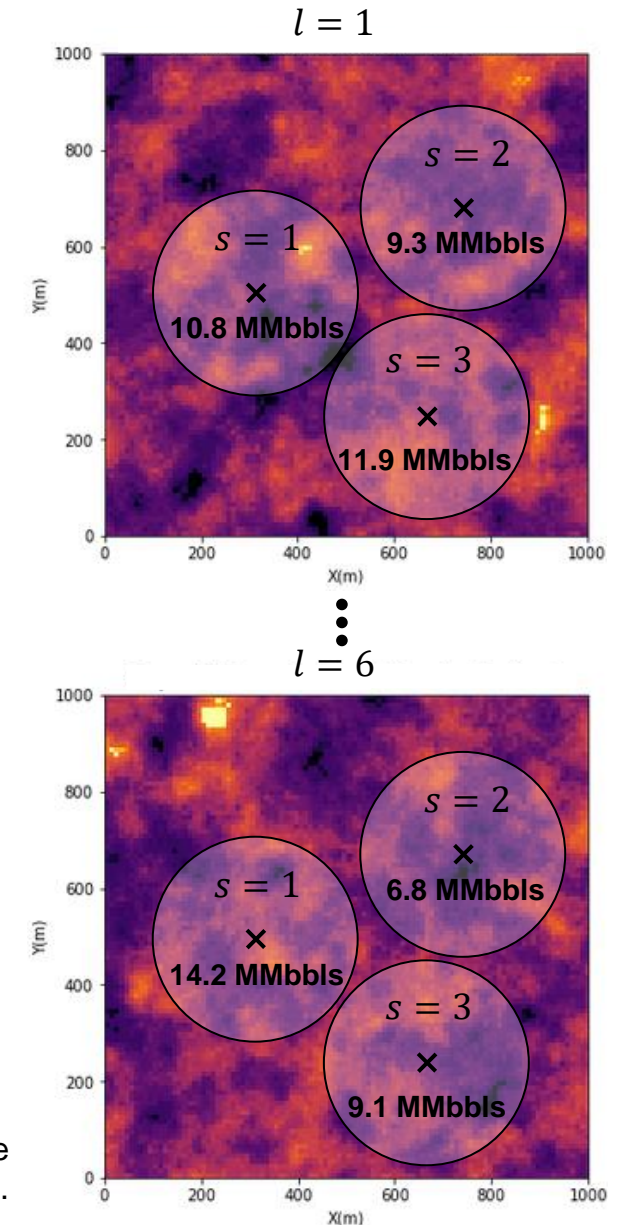 l = 1
1000
800
600
400
200
0
Y(m)
s = 1
10.8 MMbbls
s = 2
9.3 MMbbls
s = 3
11.9 MMbbls
0 200 400 600 800 1000
X(m)
l = 6
1000
800
600
400
200
0
Y(m)
s = 1
14.2 MMbbls
s = 2
6.8 MMbbls
s = 3
9.1 MMbbls
0 200 400 600 800 1000
X(m)